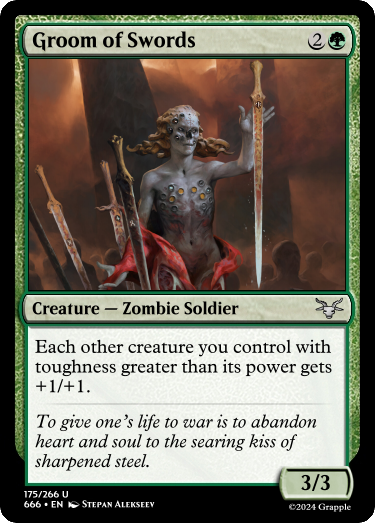 Groom of Swords 2
Creature — Zombie Soldier
Each other creature you control with
toughness greater than its power gets
+1/+1.
To give one's life to war is to abandon
heart and soul to the searing kiss of
sharpened steel.
3/3
175/266 U
666 • EN Stepan Alekseev
©2024 Grapple